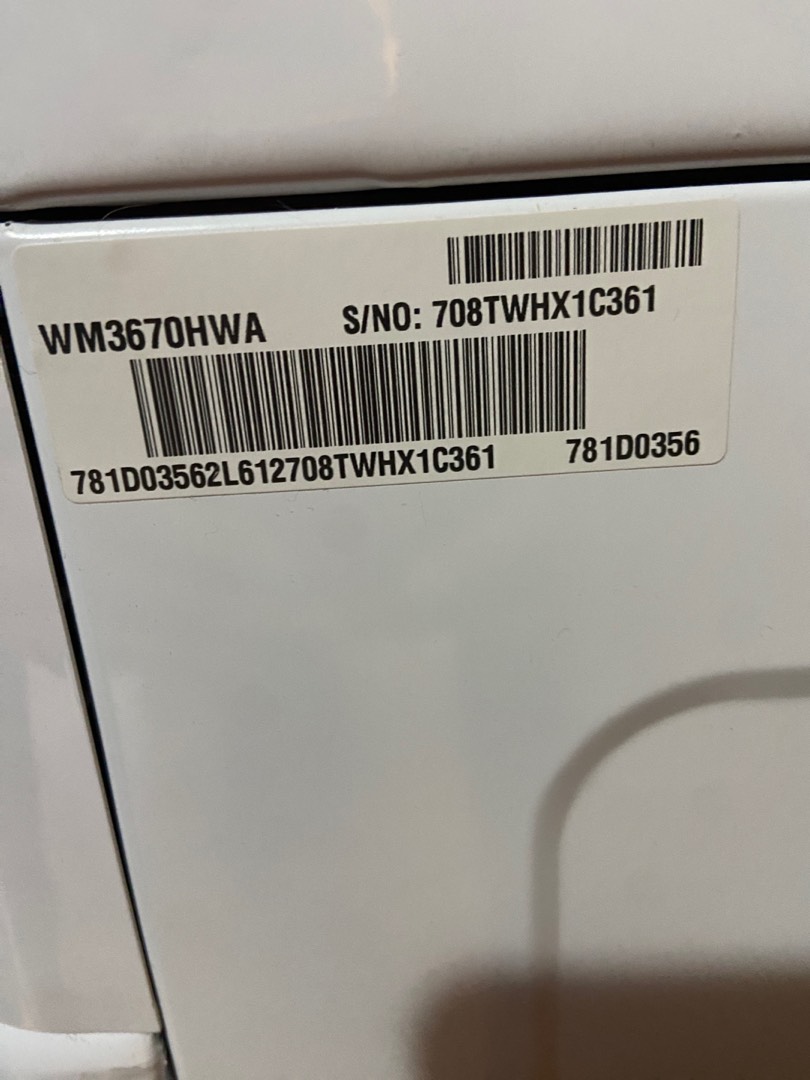 WM3670HWA S/NO: 708TWHX1C361
781D03562L612708TWHX1C361 781D0356